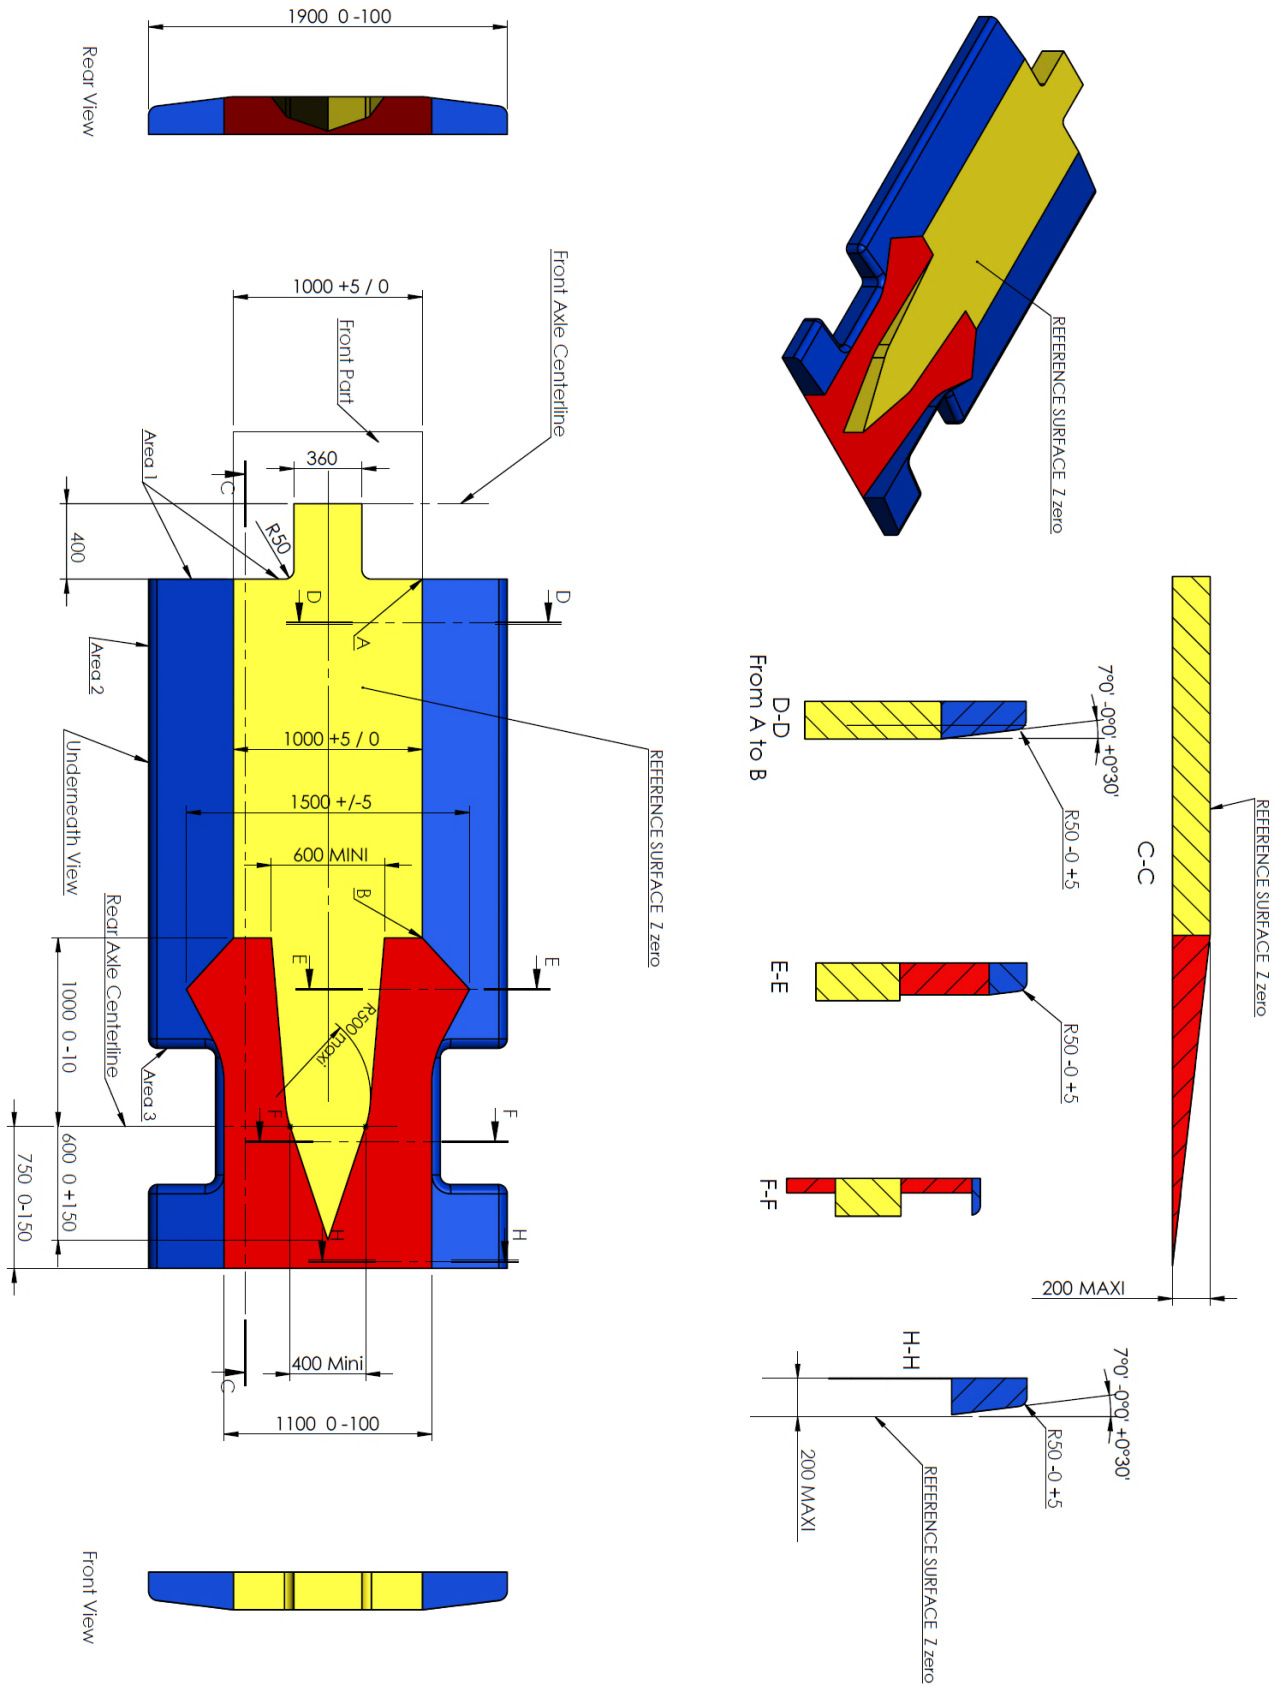 1900 0 -100
Rear View
REFERENCE SURFACE Z zero
Front Axle Centerline
1000 +5 / 0
Front Part
360
Area 1
C
R50
400
D
D
A
Area 2
REFERENCE SURFACE Z zero
1000 +5 / 0
1500 +/-5
600 MINI
B
Underneath View
Rear Axle Centerline
E
E
R500maxi
1000 0 -10
Area 3
F
F
600 0 +150
750 0-150
H
H
C
400 Mini
1100 0 -100
Front View
7°0' -0°0' +0°30'
R50 -0 +5
D-D
From A to B
REFERENCE SURFACE Z zero
C-C
E-E
R50 -0 +5
F-F
200 MAXI
H-H
7°0' -0°0' +0°30'
R50 -0 +5
200 MAXI
REFERENCE SURFACE Z zero